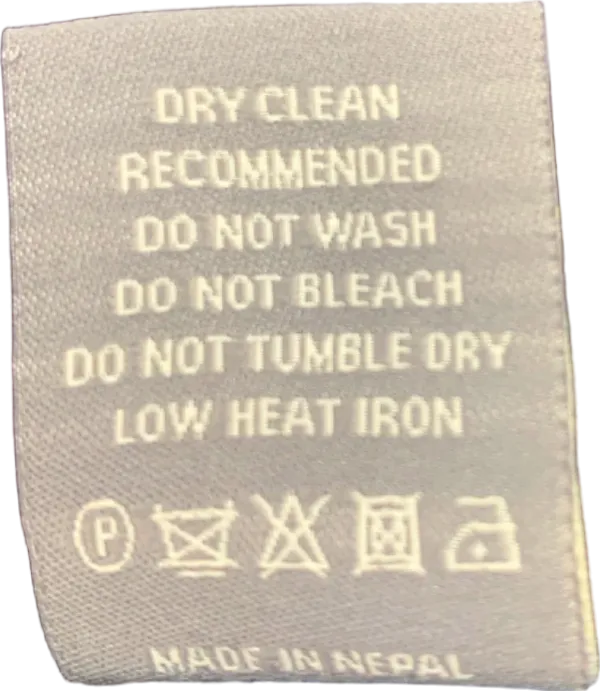 DRY CLEAN
RECOMMENDED
DO NOT WASH
DO NOT BLEACH
DO NOT TUMBLE DRY
LOW HEAT IRON
P
MADE IN NEPAL